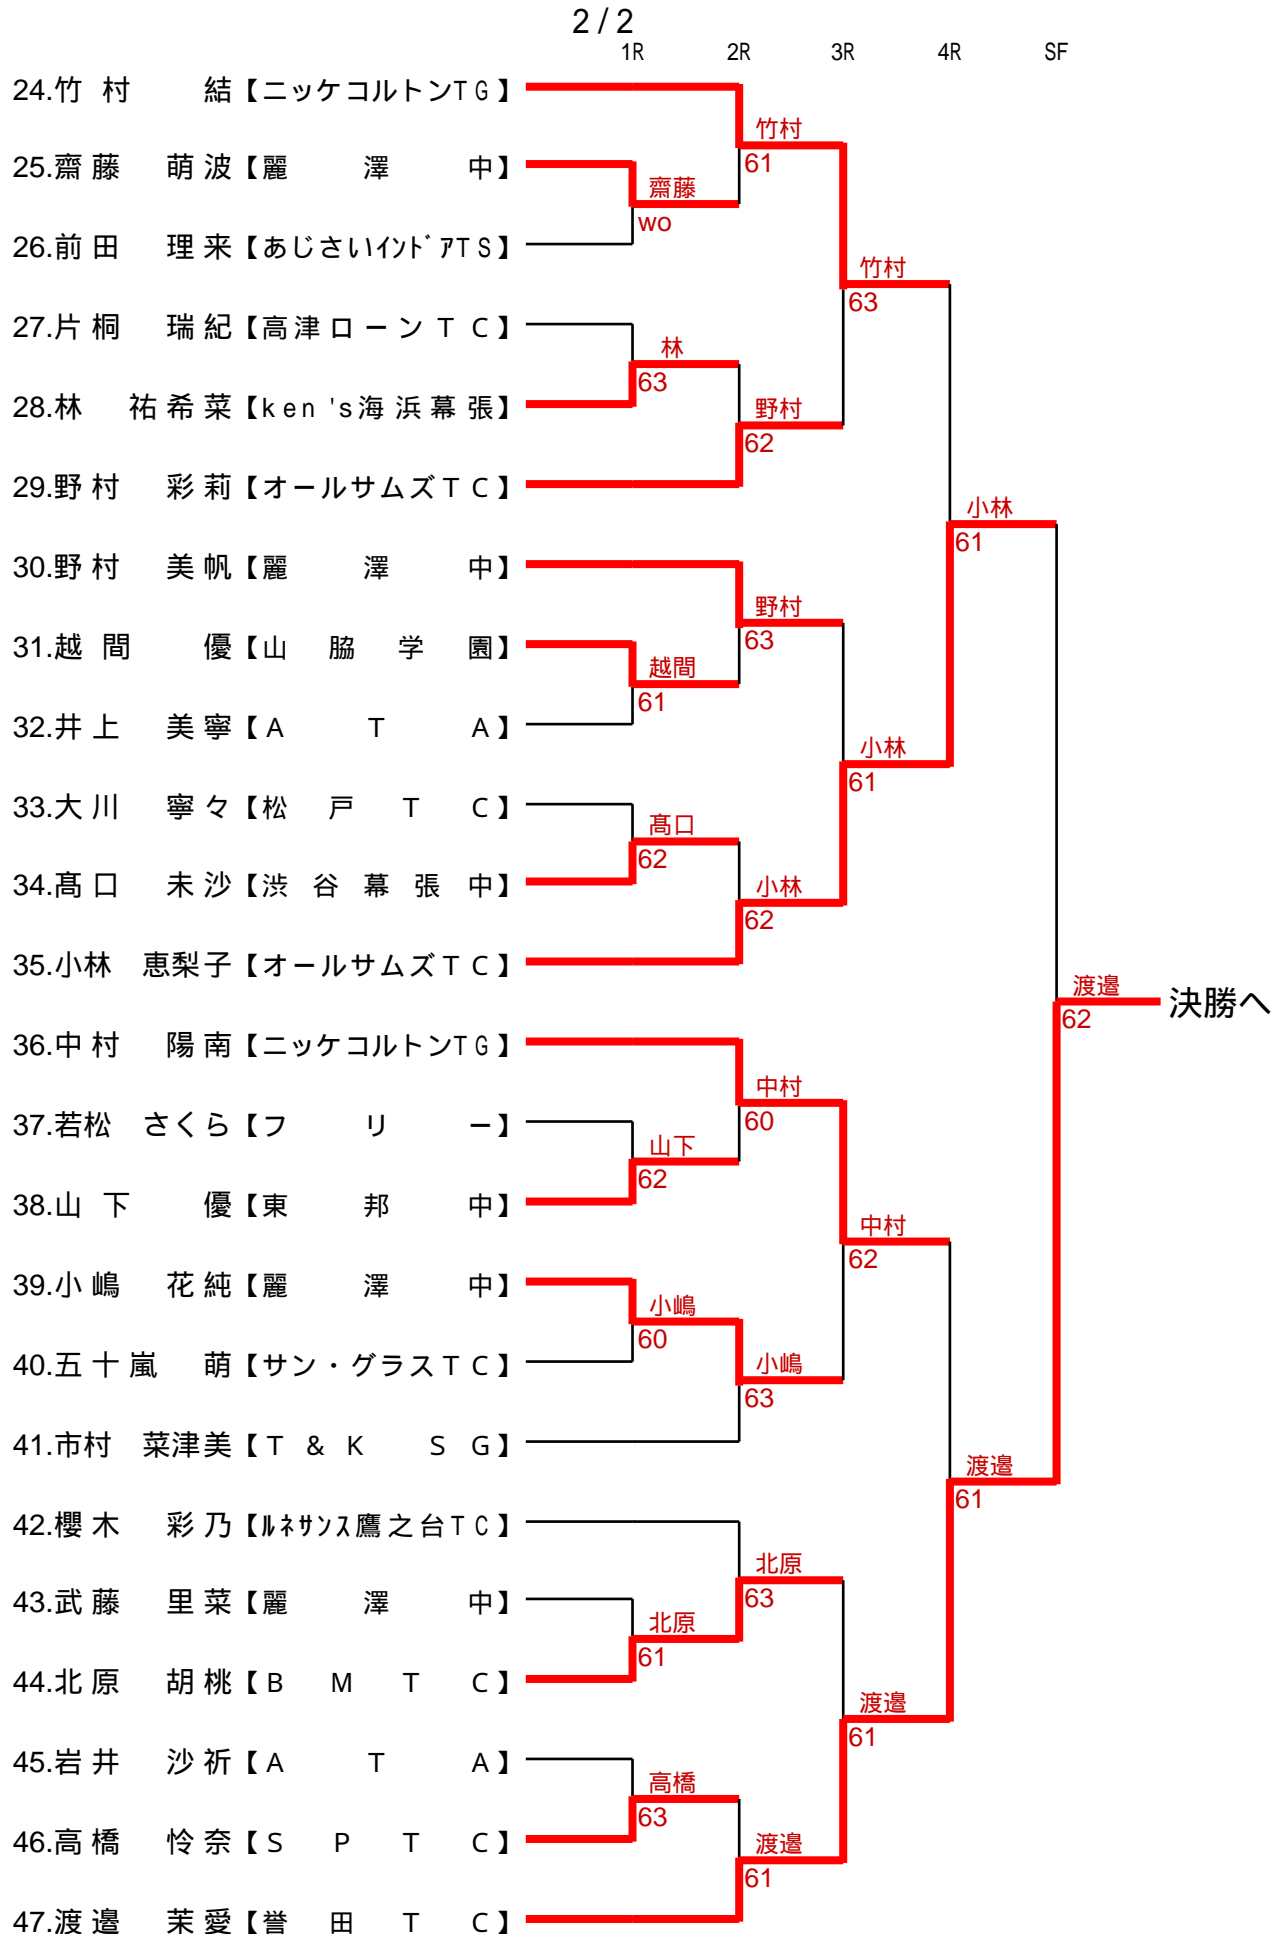 2 / 2
1R 2R 3R 4R SF
24.竹村 結【ニッケコルトンTG】
竹村
61
25.齋藤 萌波【麗澤中】
齋藤
wo
26.前田 理来【あじさいインドアTS】
竹村
63
27.片桐 瑞紀【高津ローンTC】
林
63
28.林 祐希菜【ken's海浜幕張】
野村
62
29.野村 彩莉【オールサムズTC】
小林
61
30.野村 美帆【麗澤中】
野村
63
31.越間 優【山脇学園】
越間
61
32.井上 美寧【ATA】
小林
61
33.大川 寧々【松戸TC】
髙口
62
34.髙口 未沙【渋谷幕張中】
小林
62
35.小林 恵梨子【オールサムズTC】
渡邉 決勝へ
62
36.中村 陽南【ニッケコルトンTG】
中村
60
37.若松 さくら【フリー】
山下
62
38.山下 優【東邦中】
中村
62
39.小嶋 花純【麗澤中】
小嶋
60
40.五十嵐 萌【サン・グラスTC】
小嶋
63
41.市村 菜津美【T&K SG】
渡邉
61
42.櫻木 彩乃【ルネサンス鷹之台TC】
北原
63
43.武藤 里菜【麗澤中】
北原
61
44.北原 胡桃【BMTC】
渡邉
61
45.岩井 沙祈【ATA】
高橋
63
46.高橋 怜奈【SPTC】
渡邉
61
47.渡邉 茉愛【誉田TC】